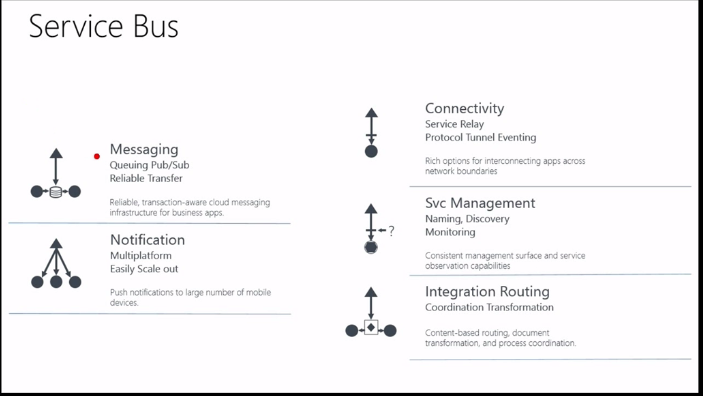 Service Bus
Messaging
Queuing Pub/Sub
Reliable Transfer
Reliable, transaction-aware cloud messaging
infrastructure for business apps.
Notification
Multiplatform
Easily Scale out
Push notifications to large number of mobile
devices.
Connectivity
Service Relay
Protocol Tunnel Eventing
Rich options for interconnecting apps across
network boundaries
Svc Management
Naming, Discovery
Monitoring
?
Consistent management surface and service
observation capabilities
Integration Routing
Coordination Transformation
Content-based routing, document
transformation, and process coordination.